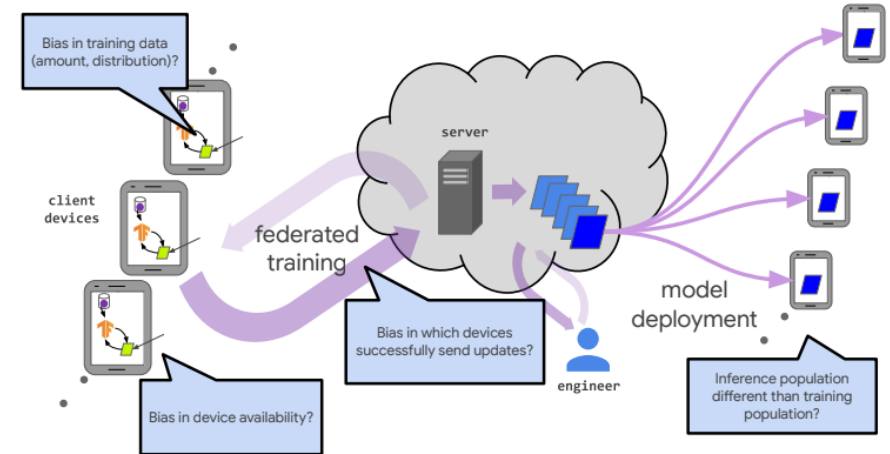 Bias in training data
(amount, distribution)?
server
client
devices
federated
training
Bias in which devices
successfully send updates?
model
deployment
engineer
Bias in device availability?
Inference population
different than training
population?